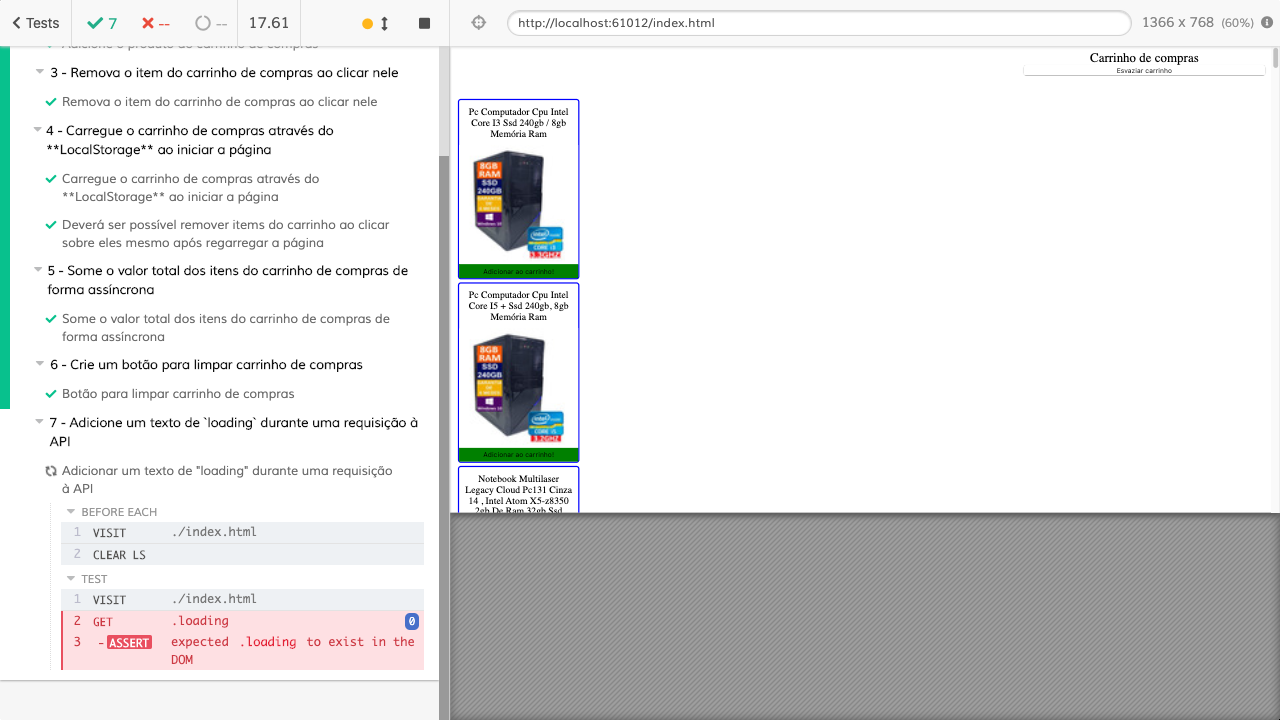 Tests
7
--
--
17.61
http://localhost:61012/index.html
1366 x 768 (60%)
Adicione o produto ao carrinho de compras
3 - Remova o item do carrinho de compras ao clicar nele
Remova o item do carrinho de compras ao clicar nele
4 - Carregue o carrinho de compras através do
**LocalStorage** ao iniciar a página
Carregue o carrinho de compras através do
**LocalStorage** ao iniciar a página
Deverá ser possível remover items do carrinho ao clicar
sobre eles mesmo após regarregar a página
5 - Some o valor total dos itens do carrinho de compras de
forma assíncrona
Some o valor total dos itens do carrinho de compras de
forma assíncrona
6 - Crie um botão para limpar carrinho de compras
Botão para limpar carrinho de compras
7 - Adicione um texto de `loading` durante uma requisição à
API
Adicionar um texto de "loading" durante uma requisição
à API
BEFORE EACH
1 VISIT ./index.html
2 CLEAR LS
TEST
1 VISIT ./index.html
2 GET .loading 0
3 -ASSERT expected .loading to exist in the
DOM
Carrinho de compras
Esvaziar carrinho
Pc Computador Cpu Intel
Core I3 Ssd 240gb / 8gb
Memória Ram
8GB
RAM
SSD
240GB
Windows 10
intel
CORE i3
3.3GHZ
Adicionar ao carrinho!
Pc Computador Cpu Intel
Core I5 + Ssd 240gb, 8gb
Memória Ram
8GB
RAM
SSD
240GB
Windows 10
intel
CORE i5
3.2GHZ
Adicionar ao carrinho!
Notebook Multilaser
Legacy Cloud Pc131 Cinza
14 , Intel Atom X5-z8350
2gb De Ram 32gb Ssd